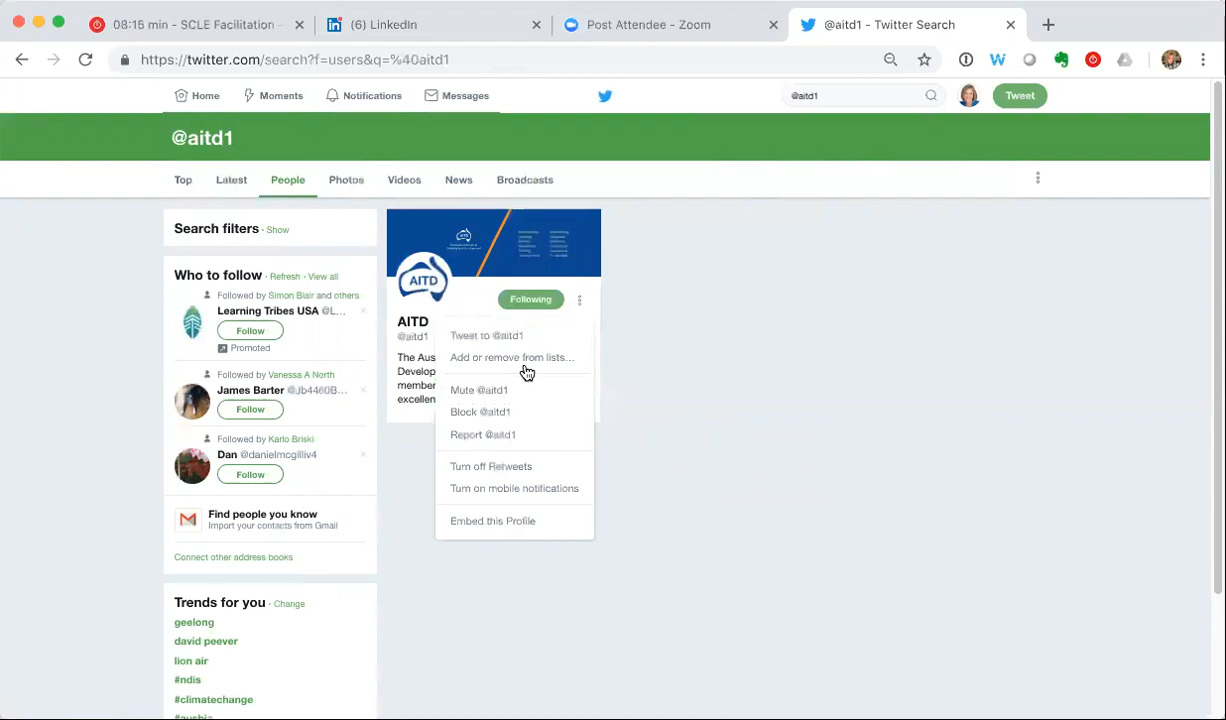 08:15 min - SCLE Facilitation -
(6) LinkedIn
Post Attendee - Zoom
@aitd1 - Twitter Search
https://twitter.com/search?f=users&q=%40aitd1
Home
Moments
Notifications
Messages
@aitd1
Tweet
@aitd1
Top
Latest
People
Photos
Videos
News
Broadcasts
Search filters · Show
Who to follow · Refresh · View all
Followed by Simon Blair and others
Learning Tribes USA @L...
Follow
Promoted
Followed by Vanessa A North
James Barter @Jb4460B...
Follow
Followed by Karlo Briski
Dan @danielmcgilliv4
Follow
Find people you know
Import your contacts from Gmail
Connect other address books
Trends for you · Change
geelong
david peever
lion air
#ndis
#climatechange
AITD
Following
AITD
@aitd1
The Aus
Develop
member
excellen
Tweet to @aitd1
Add or remove from lists...
Mute @aitd1
Block @aitd1
Report @aitd1
Turn off Retweets
Turn on mobile notifications
Embed this Profile